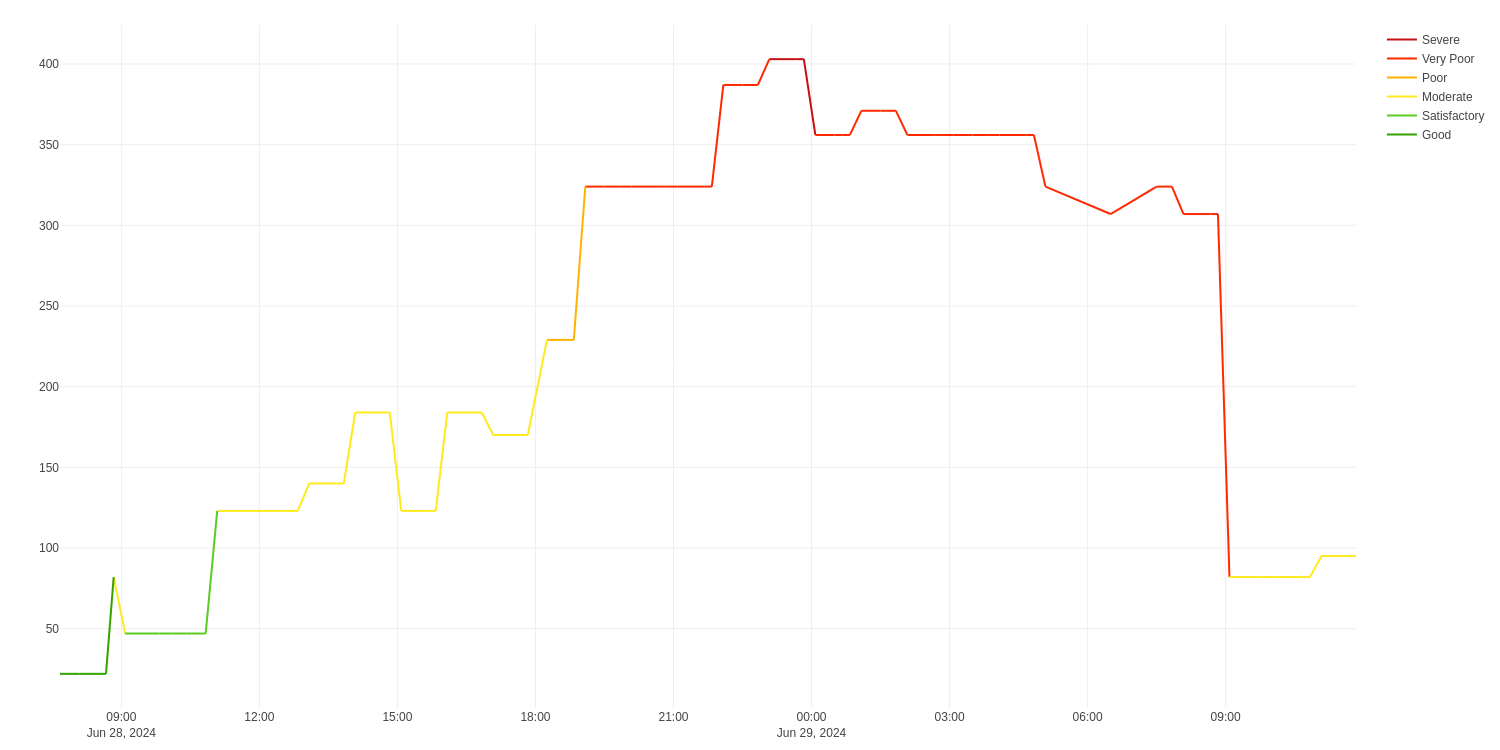 400
350
300
250
200
150
100
50
09:00
Jun 28, 2024
12:00
15:00
18:00
21:00
00:00
Jun 29, 2024
03:00
06:00
09:00
Severe
Very Poor
Poor
Moderate
Satisfactory
Good